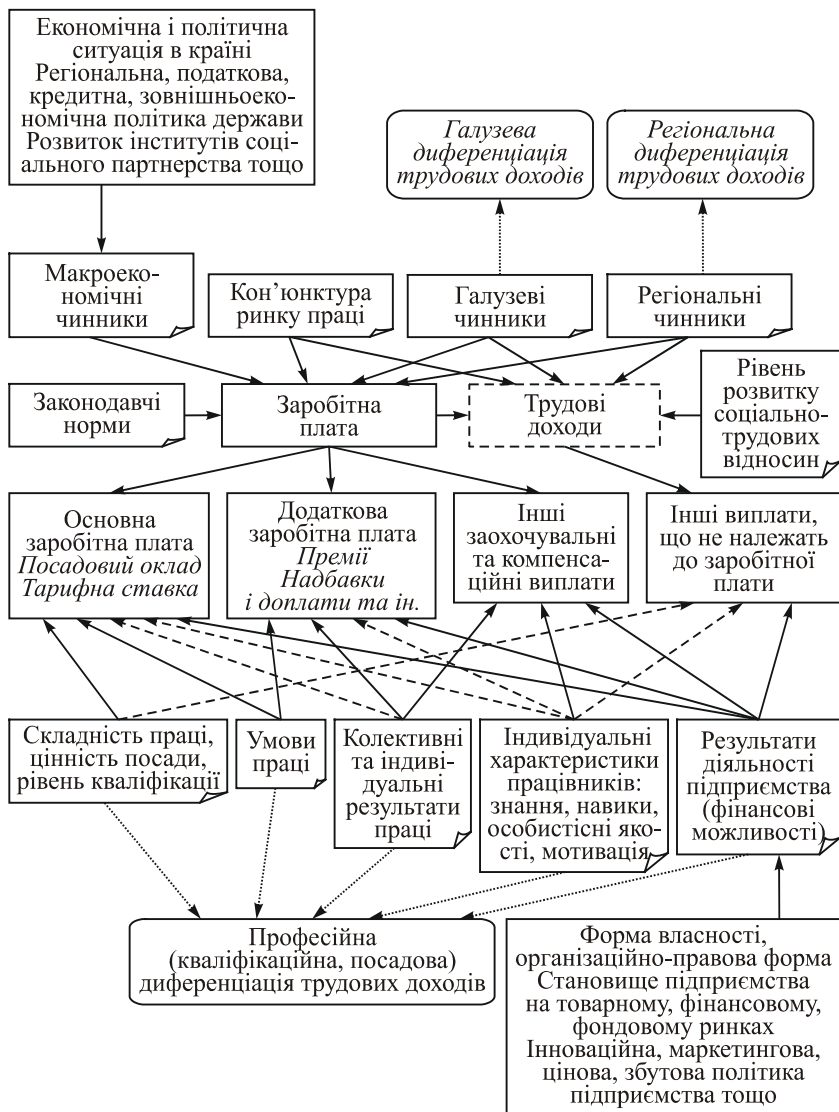 Економічна і політична
ситуація в країні
Регіональна, податкова,
кредитна, зовнішньоеко-
номічна політика держави
Розвиток інститутів соці-
ального партнерства тощо
Галузева
диференціація
трудових доходів
Регіональна
диференціація
трудових доходів
Макроеко-
номічні
чинники
Кон’юнктура
ринку праці
Галузеві
чинники
Регіональні
чинники
Законодавчі
норми
Заробітна
плата
Трудові
доходи
Рівень
розвитку
соціально-
трудових
відносин
Основна
заробітна плата
Посадовий оклад
Тарифна ставка
Додаткова
заробітна плата
Премії
Надбавки
і доплати та ін.
Інші
заохочувальні
та компенса-
ційні виплати
Інші виплати,
що не належать
до заробітної
плати
Складність праці,
цінність посади,
рівень кваліфікації
Умови
праці
Колективні
та індиві-
дуальні
результати
праці
Індивідуальні
характеристики
працівників:
знання, навики,
особистісні яко-
сті, мотивація
Результати
діяльності
підприємства
(фінансові
можливості)
Професійна
(кваліфікаційна, посадова)
диференціація трудових доходів
Форма власності,
організаційно-правова форма
Становище підприємства
на товарному, фінансовому,
фондовому ринках
Інноваційна, маркетингова,
цінова, збутова політика
підприємства тощо